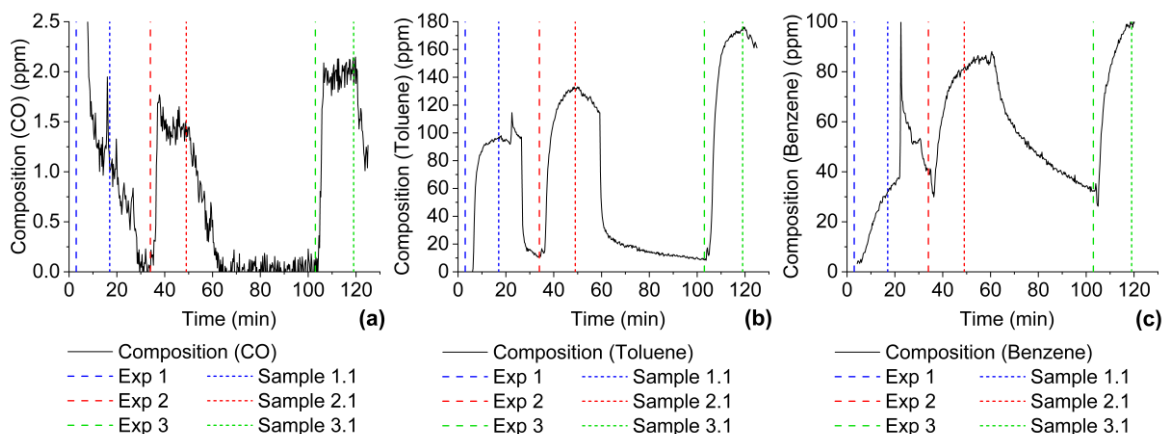 2.5
2.0
1.5
1.0
0.5
0.0
Composition (CO) (ppm)
0 20 40 60 80 100 120
Time (min)
(a)
Composition (CO)
Exp 1 Sample 1.1
Exp 2 Sample 2.1
Exp 3 Sample 3.1
180
160
140
120
100
80
60
40
20
0
Composition (Toluene) (ppm)
0 20 40 60 80 100 120
Time (min)
(b)
Composition (Toluene)
Exp 1 Sample 1.1
Exp 2 Sample 2.1
Exp 3 Sample 3.1
100
80
60
40
20
0
Composition (Benzene) (ppm)
0 20 40 60 80 100 120
Time (min)
(c)
Composition (Benzene)
Exp 1 Sample 1.1
Exp 2 Sample 2.1
Exp 3 Sample 3.1